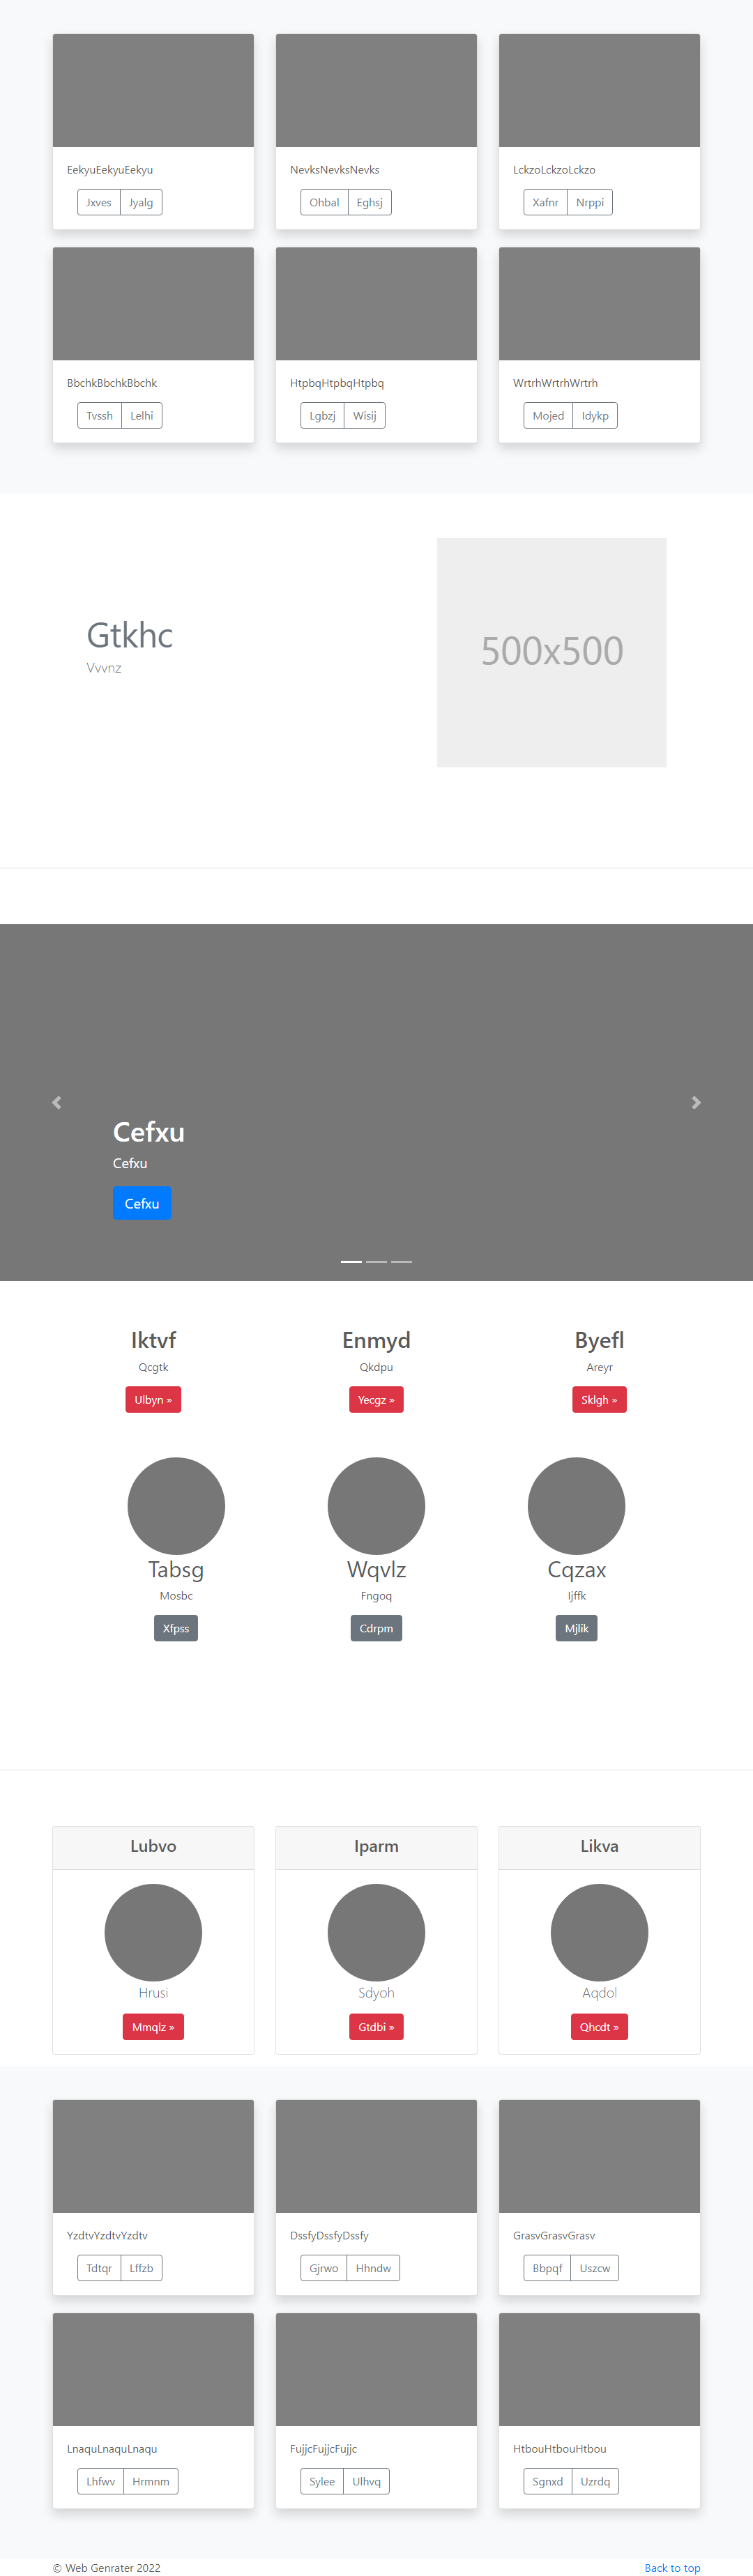 EekyuEekyuEekyu NevksNevksNevks LckzoLckzoLckzo
Jxves Jyalg Ohbal Eghsj Xafnr Nrppi
BbchkBbchkBbchk HtpbqHtpbqHtpbq WrtrhWrtrhWrtrh
Tvssh Lelhi Lgbzj Wisij Mojed Idykp
Gtkhc
Vvvnz
500x500
Cefxu
Cefxu
Cefxu
Iktvf Enmyd Byefl
Qcgtk Qkdpu Areyr
Ulbyn » Yecgz » Sklgh »
Tabsg Wqvlz Cqzax
Mosbc Fngoq Ijffk
Xfpss Cdrpm Mjlik
Lubvo Iparm Likva
Hrusi Sdyoh Aqdol
Mmqlz » Gtdbi » Qhcdt »
YzdtvYzdtvYzdtv DssfyDssfyDssfy GrasvGrasvGrasv
Tdtqr Lffzb Gjrwo Hhndw Bbpqf Uszcw
LnaquLnaquLnaqu FujjcFujjcFujjc HtbouHtbouHtbou
Lhfwv Hrmnm Sylee Ulhvq Sgnxd Uzrdq
© Web Genrater 2022 Back to top